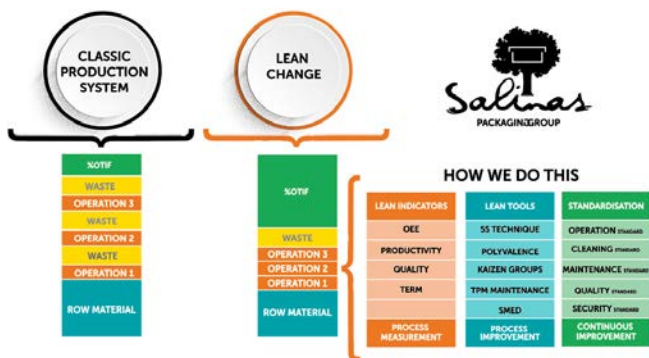 CLASSIC
PRODUCTION
SYSTEM
LEAN
CHANGE
Salinas
PACKAGINGGROUP
%OTIF
WASTE
OPERATION 3
WASTE
OPERATION 2
WASTE
OPERATION 1
ROW MATERIAL
%OTIF
WASTE
OPERATION 3
OPERATION 2
OPERATION 1
ROW MATERIAL
HOW WE DO THIS
LEAN INDICATORS
OEE
PRODUCTIVITY
QUALITY
TERM
PROCESS
MEASUREMENT
LEAN TOOLS
5S TECHNIQUE
POLYVALENCE
KAIZEN GROUPS
TPM MAINTENANCE
SMED
PROCESS
IMPROVEMENT
STANDARDISATION
OPERATION STANDARD
CLEANING STANDARD
MAINTENANCE STANDARD
QUALITY STANDARD
SECURITY STANDARD
CONTINUOUS
IMPROVEMENT